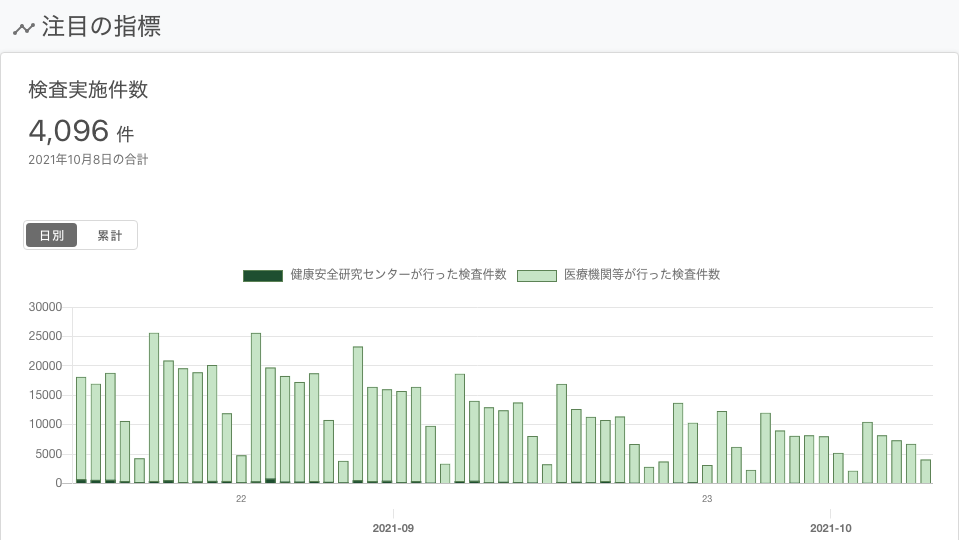 注目の指標
検査実施件数
4,096 件
2021年10月8日の合計
日別 累計
健康安全研究センターが行った検査件数 医療機関等が行った検査件数
30000
25000
20000
15000
10000
5000
0
22 23
2021-09 2021-10